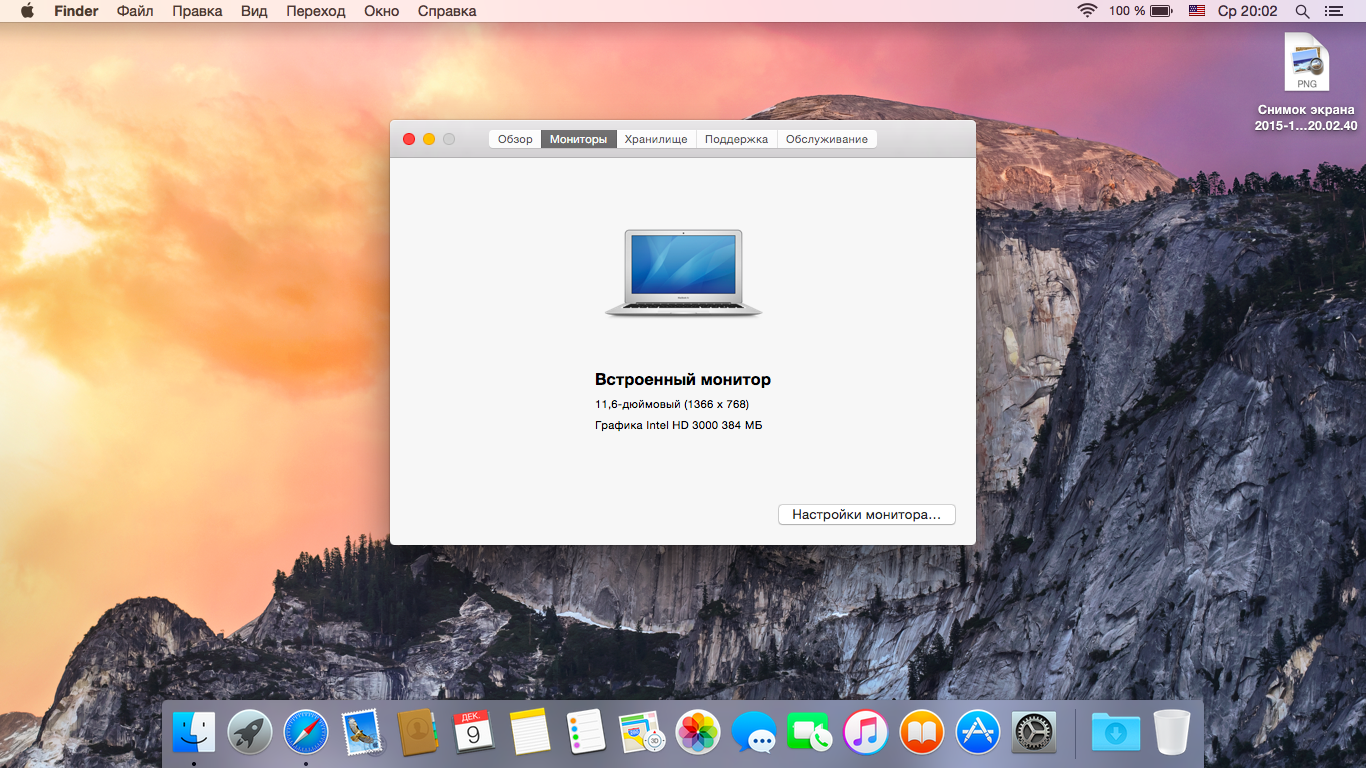 Finder Файл Правка Вид Переход Окно Справка 100 % Ср 20:02
PNG
Снимок экрана
2015-1...20.02.40
Обзор Мониторы Хранилище Поддержка Обслуживание
Встроенный монитор
11,6-дюймовый (1366 x 768)
Графика Intel HD 3000 384 МБ
Настройки монитора...
ДЕК.
9